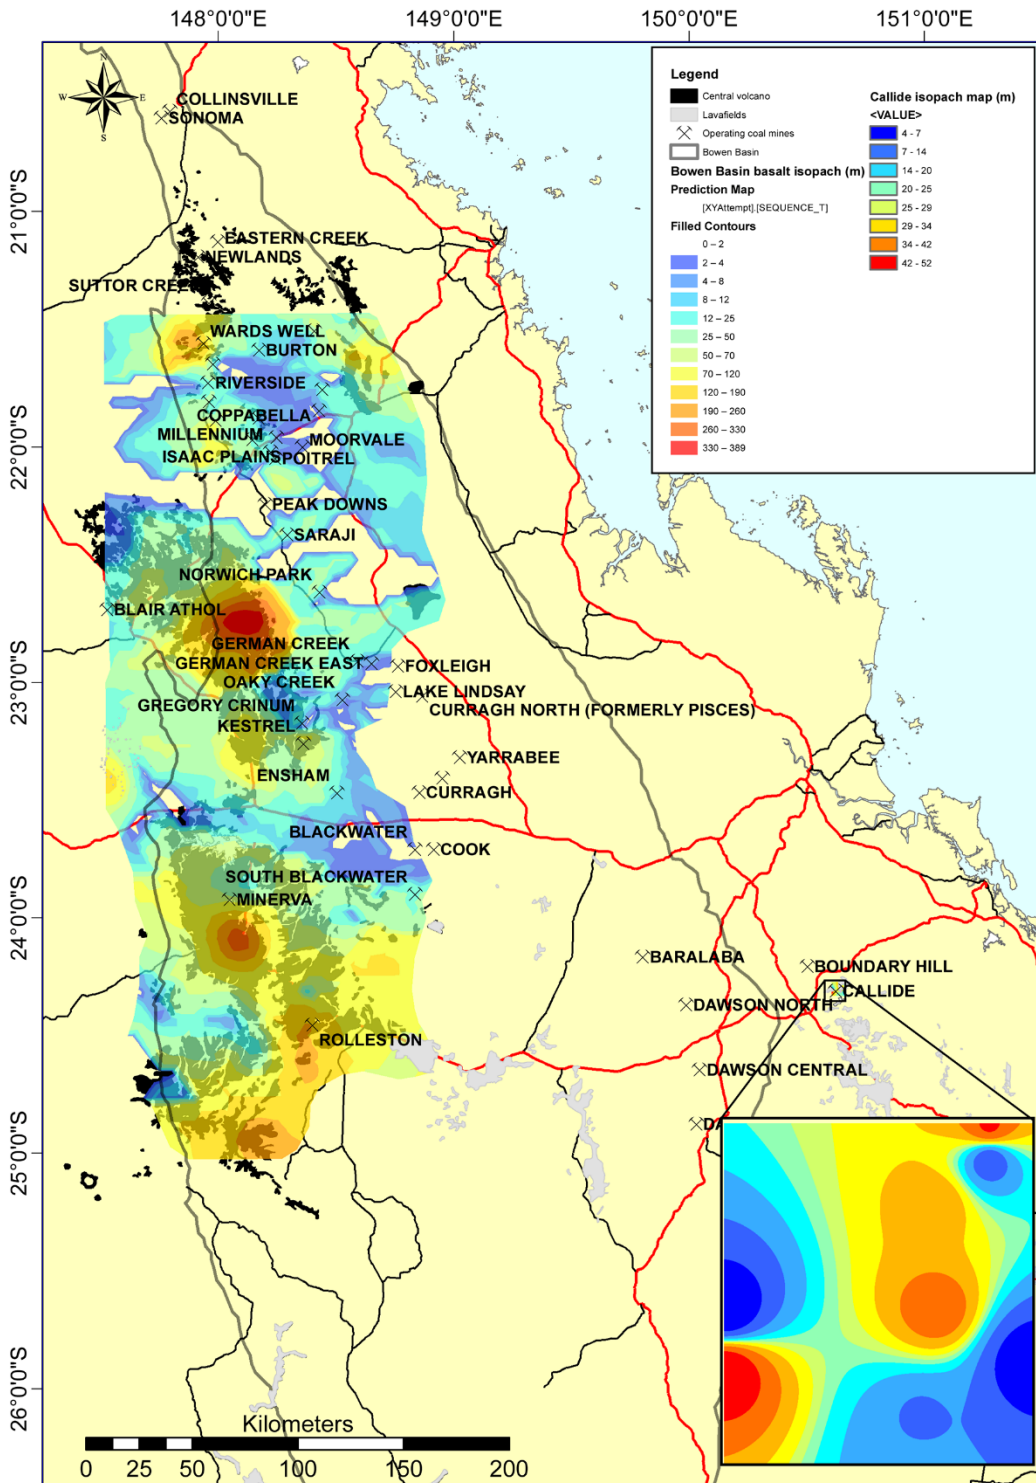 148°0'0"E 149°0'0"E 150°0'0"E 151°0'0"E
N
W E
S
COLLINSVILLE
SONOMA
21°0'0"S
EASTERN CREEK
NEWLANDS
SUTTOR CREEK
WARDS WELL
BURTON
RIVERSIDE
COPPABELLA
MILLENNIUM
MOORVALE
22°0'0"S
ISAAC PLAINS
POITREL
PEAK DOWNS
SARAJI
NORWICH PARK
BLAIR ATHOL
GERMAN CREEK
GERMAN CREEK EAST
FOXLEIGH
OAKY CREEK
23°0'0"S
LAKE LINDSAY
GREGORY CRINUM
CURRAGH NORTH (FORMERLY PISCES)
KESTREL
YARRABEE
ENSHAM
CURRAGH
BLACKWATER
COOK
SOUTH BLACKWATER
MINERVA
24°0'0"S
BARALABA
BOUNDARY HILL
CALLIDE
DAWSON NORTH
ROLLESTON
DAWSON CENTRAL
25°0'0"S
26°0'0"S
Kilometers
0 25 50 100 150 200
Legend
Central volcano
Lavafields
Operating coal mines
Bowen Basin
Bowen Basin basalt isopach (m)
Prediction Map
[XYAttempt].[SEQUENCE_T]
Filled Contours
0 – 2
2 – 4
4 – 8
8 – 12
12 – 25
25 – 50
50 – 70
70 – 120
120 – 190
190 – 260
260 – 330
330 – 389
Callide isopach map (m)
<VALUE>
4 - 7
7 - 14
14 - 20
20 - 25
25 - 29
29 - 34
34 - 42
42 - 52